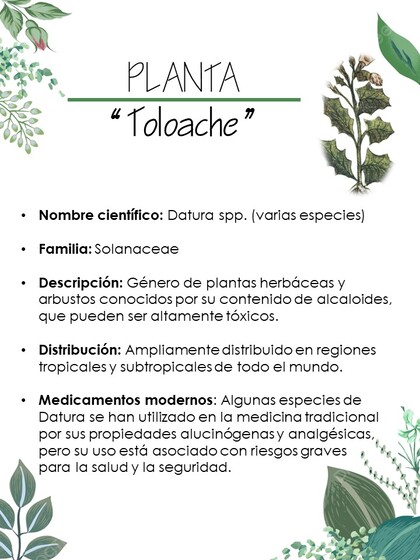 PLANTA
“Toloache”
• Nombre científico: Datura spp. (varias especies)
• Familia: Solanaceae
• Descripción: Género de plantas herbáceas y
arbustos conocidos por su contenido de alcaloides,
que pueden ser altamente tóxicos.
• Distribución: Ampliamente distribuido en regiones
tropicales y subtropicales de todo el mundo.
• Medicamentos modernos: Algunas especies de
Datura se han utilizado en la medicina tradicional
por sus propiedades alucinógenas y analgésicas,
pero su uso está asociado con riesgos graves
para la salud y la seguridad.